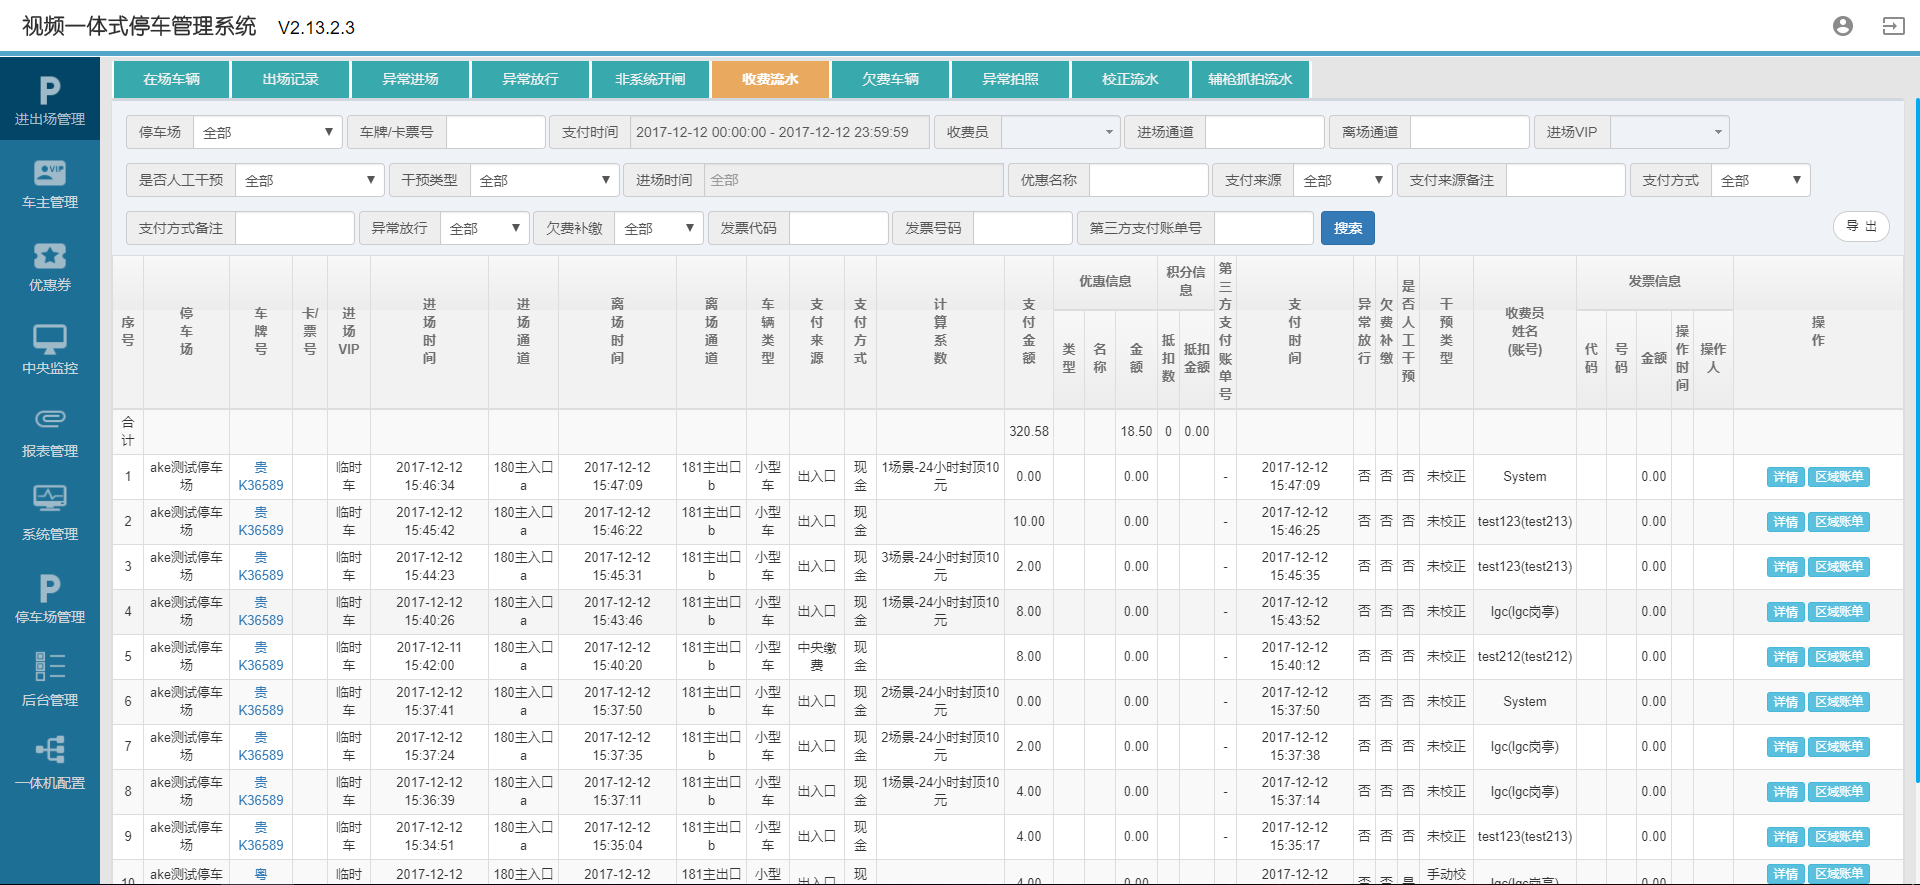 视频一体式停车管理系统 V2.13.2.3
进出场管理
车主管理
优惠券
中央监控
报表管理
系统管理
停车场管理
后台管理
一体机配置
在场车辆 出场记录 异常进场 异常放行 非系统开闸 收费流水 欠费车辆 异常拍照 校正流水 辅枪抓拍流水
停车场 全部 车牌/卡票号 支付时间 2017-12-12 00:00:00 - 2017-12-12 23:59:59 收费员 进场通道 离场通道 进场VIP
是否人工干预 全部 干预类型 全部 进场时间 全部 优惠名称 支付来源 全部 支付来源备注 支付方式 全部
支付方式备注 异常放行 全部 欠费补缴 全部 发票代码 发票号码 第三方支付账单号 搜索 导 出
序号 停车场 车牌号 卡/票号 进场VIP 进场时间 进场通道 离场时间 离场通道 车辆类型 支付来源 支付方式 计算系数 支付金额 优惠信息 积分信息 第三方支付账单号 支付时间 异常放行 欠费补缴 是否人工干预 干预类型 收费员姓名(账号) 发票信息 操作
类型 名称 金额 抵扣数 抵扣金额 代码 号码 金额 操作时间 操作人
合计 320.58 18.50 0 0.00
1 ake测试停车场 贵K36589 临时车 2017-12-12 15:46:34 180主入口a 2017-12-12 15:47:09 181主出口b 小型车 出入口 现金 1场景-24小时封顶10元 0.00 0.00 - 2017-12-12 15:47:09 否 否 否 未校正 System 0.00 详情 区域账单
2 ake测试停车场 贵K36589 临时车 2017-12-12 15:45:42 180主入口a 2017-12-12 15:46:22 181主出口b 小型车 出入口 现金 10.00 0.00 - 2017-12-12 15:46:25 否 否 否 未校正 test123(test213) 0.00 详情 区域账单
3 ake测试停车场 贵K36589 临时车 2017-12-12 15:44:23 180主入口a 2017-12-12 15:45:31 181主出口b 小型车 出入口 现金 3场景-24小时封顶10元 2.00 0.00 - 2017-12-12 15:45:35 否 否 否 未校正 test123(test213) 0.00 详情 区域账单
4 ake测试停车场 贵K36589 临时车 2017-12-12 15:40:26 180主入口a 2017-12-12 15:43:46 181主出口b 小型车 出入口 现金 1场景-24小时封顶10元 8.00 0.00 - 2017-12-12 15:43:52 否 否 否 未校正 lgc(lgc岗亭) 0.00 详情 区域账单
5 ake测试停车场 贵K36589 临时车 2017-12-11 15:42:00 180主入口a 2017-12-12 15:40:20 181主出口b 小型车 中央缴费 现金 8.00 0.00 - 2017-12-12 15:40:12 否 否 否 未校正 test212(test212) 0.00 详情 区域账单
6 ake测试停车场 贵K36589 临时车 2017-12-12 15:37:41 180主入口a 2017-12-12 15:37:50 181主出口b 小型车 出入口 现金 2场景-24小时封顶10元 0.00 0.00 - 2017-12-12 15:37:50 否 否 否 未校正 System 0.00 详情 区域账单
7 ake测试停车场 贵K36589 临时车 2017-12-12 15:37:24 180主入口a 2017-12-12 15:37:35 181主出口b 小型车 出入口 现金 2场景-24小时封顶10元 2.00 0.00 - 2017-12-12 15:37:38 否 否 否 未校正 lgc(lgc岗亭) 0.00 详情 区域账单
8 ake测试停车场 贵K36589 临时车 2017-12-12 15:36:39 180主入口a 2017-12-12 15:37:11 181主出口b 小型车 出入口 现金 1场景-24小时封顶10元 4.00 0.00 - 2017-12-12 15:37:14 否 否 否 未校正 lgc(lgc岗亭) 0.00 详情 区域账单
9 ake测试停车场 贵K36589 临时车 2017-12-12 15:34:51 180主入口a 2017-12-12 15:35:04 181主出口b 小型车 出入口 现金 4.00 0.00 - 2017-12-12 15:35:17 否 否 否 未校正 test123(test213) 0.00 详情 区域账单
10 ake测试停车 粤 临时 2017-12-12 180主入口 2017-12-12 181主出口 小型 出入口 现 4.00 0.00 2017-12-12 否 否 是 手动校 lgc(lgc岗亭) 0.00 详情 区域账单